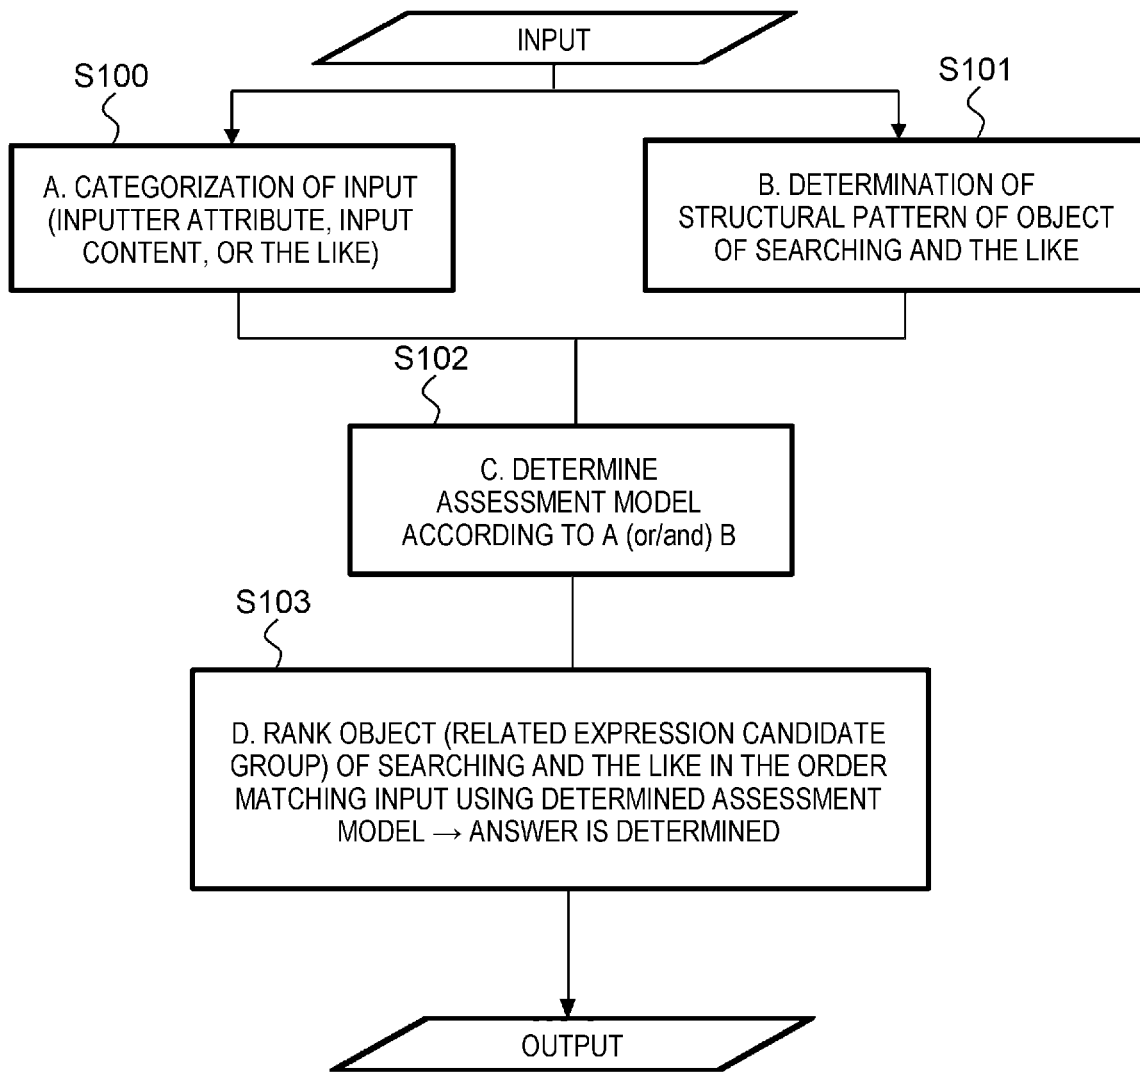 INPUT
S100
S101
A. CATEGORIZATION OF INPUT
(INPUTTER ATTRIBUTE, INPUT
CONTENT, OR THE LIKE)
B. DETERMINATION OF
STRUCTURAL PATTERN OF OBJECT
OF SEARCHING AND THE LIKE
S102
C. DETERMINE
ASSESSMENT MODEL
ACCORDING TO A (or/and) B
S103
D. RANK OBJECT (RELATED EXPRESSION CANDIDATE
GROUP) OF SEARCHING AND THE LIKE IN THE ORDER
MATCHING INPUT USING DETERMINED ASSESSMENT
MODEL → ANSWER IS DETERMINED
OUTPUT